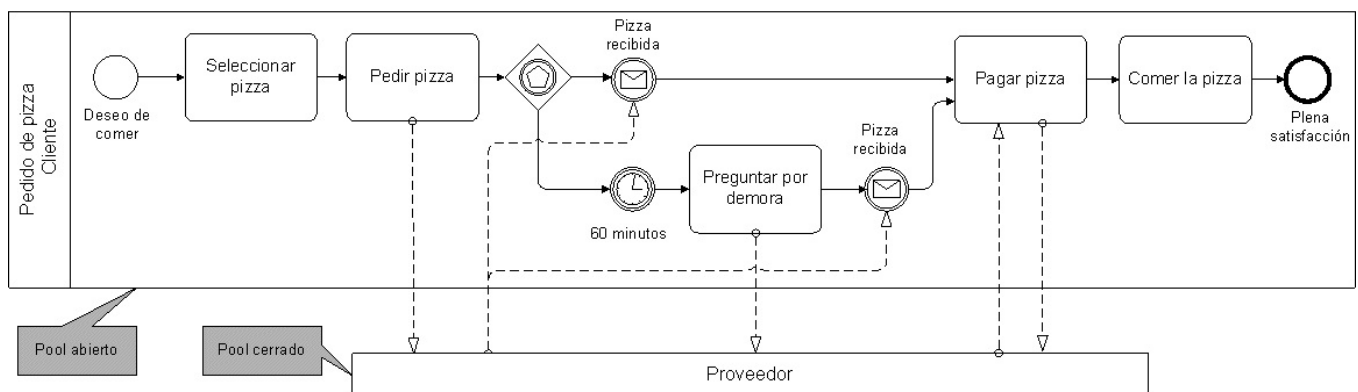 Pedido de pizza
Cliente
Deseo de
comer
Seleccionar
pizza
Pedir pizza
Pizza
recibida
60 minutos
Preguntar por
demora
Pizza
recibida
Pagar pizza
Comer la pizza
Plena
satisfacción
Pool abierto
Pool cerrado
Proveedor